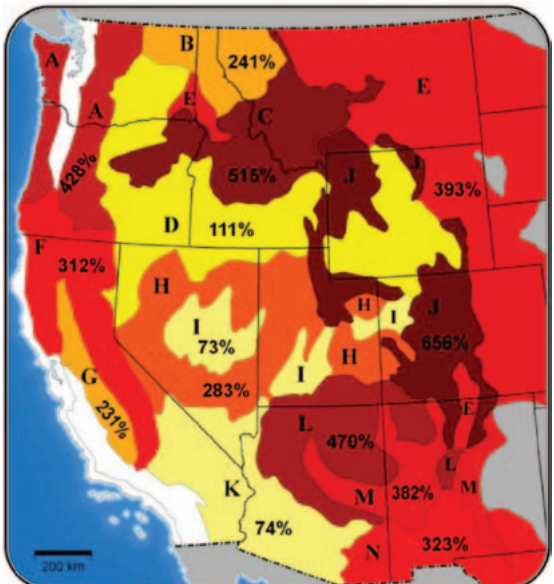 A
B
241%
E
A
E
C
428%
515%
J
J
393%
D
111%
F
312%
H
H
I
J
I
73%
H
656%
283%
I
G
231%
E
L
470%
L
K
M
382%
M
74%
N
323%
200 km